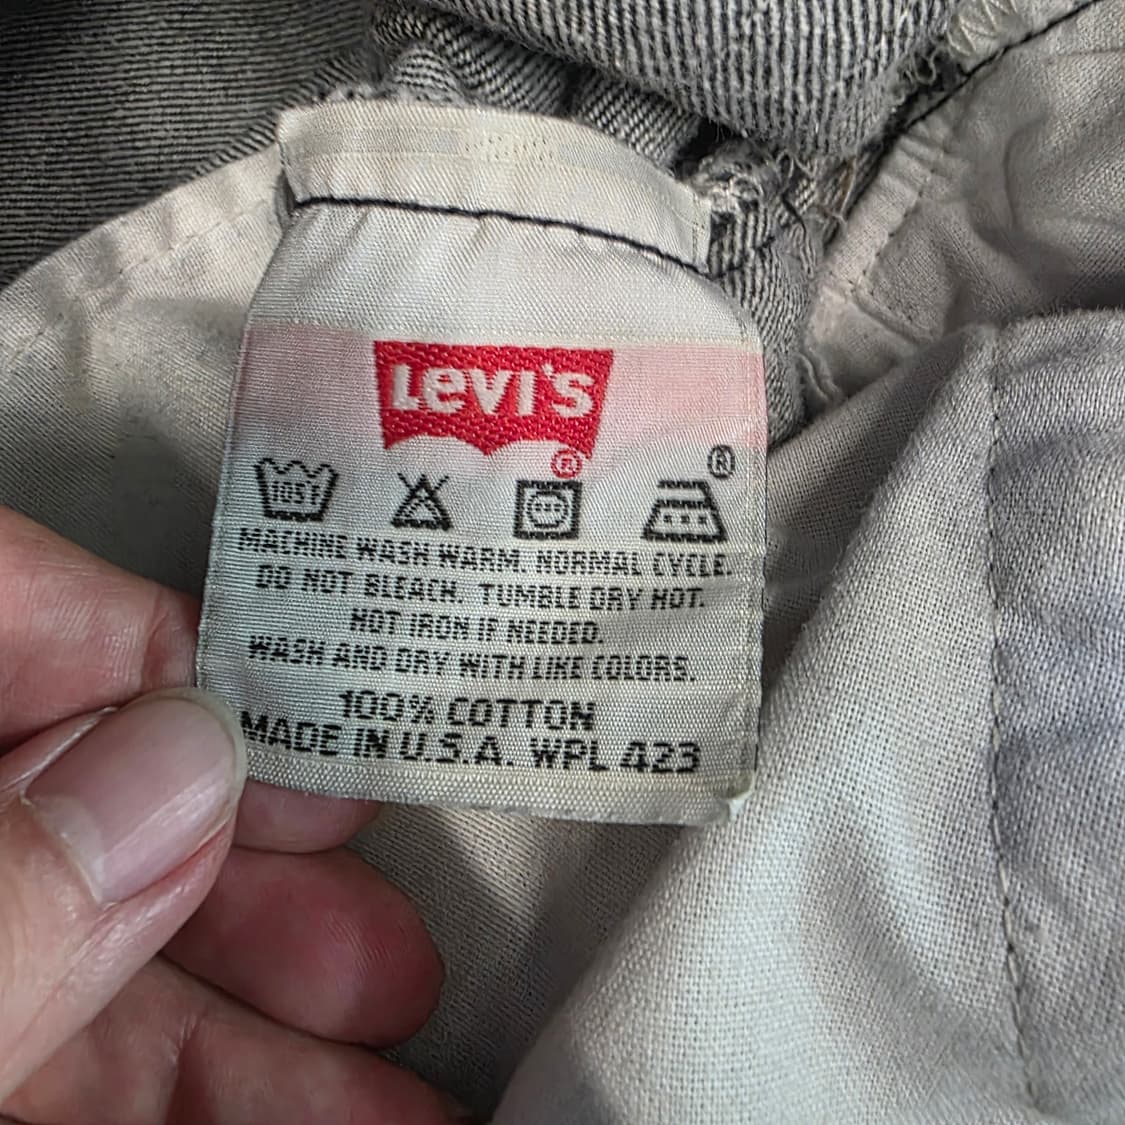 LEVI'S
®
®
105F
MACHINE WASH WARM. NORMAL CYCLE.
DO NOT BLEACH. TUMBLE DRY HOT.
HOT IRON IF NEEDED.
WASH AND DRY WITH LIKE COLORS.
100% COTTON
MADE IN U.S.A. WPL 423